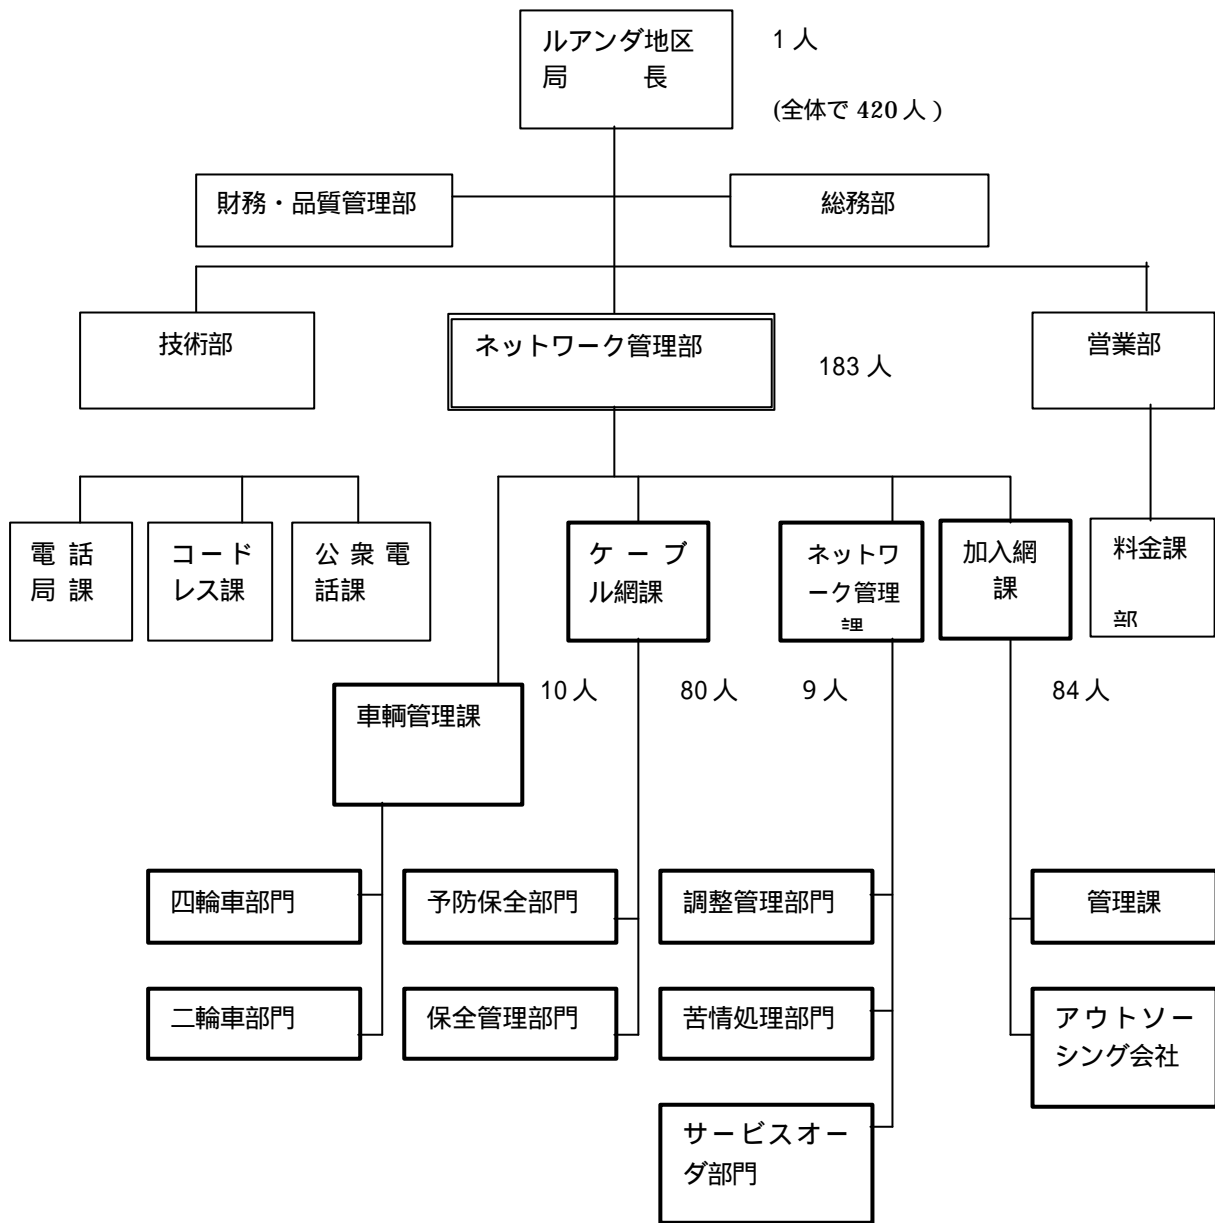 ルアンダ地区
局　　　長
1人
(全体で 420 人 )
財務・品質管理部
総務部
技術部
ネットワーク管理部
183 人
営業部
電 話
局 課
コード
レス課
公 衆 電
話課
ケ ー ブ
ル網課
ネットワ
ーク管理
課
加入網
課
料金課
部
10 人
80 人
9 人
84 人
車輌管理課
四輪車部門
予防保全部門
調整管理部門
管理課
二輪車部門
保全管理部門
苦情処理部門
アウトソー
シング会社
サービスオー
ダ部門